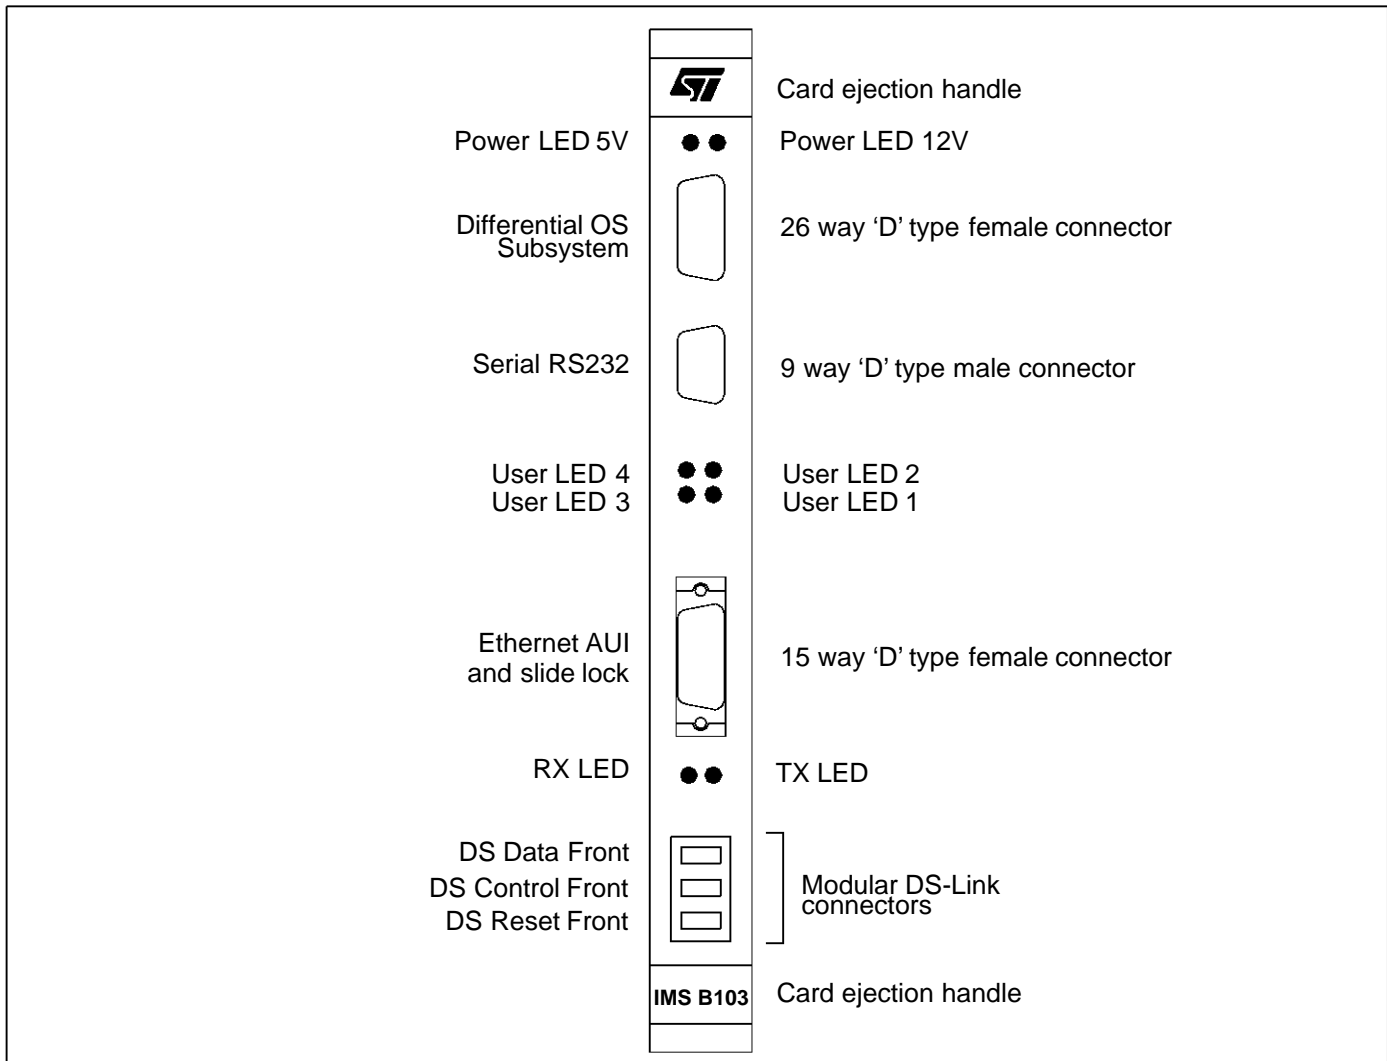 ST
Card ejection handle
Power LED 5V
Power LED 12V
Differential OS
Subsystem
26 way ‘D’ type female connector
Serial RS232
9 way ‘D’ type male connector
User LED 4
User LED 2
User LED 3
User LED 1
Ethernet AUI
and slide lock
15 way ‘D’ type female connector
RX LED
TX LED
DS Data Front
DS Control Front
DS Reset Front
Modular DS-Link
connectors
IMS B103
Card ejection handle